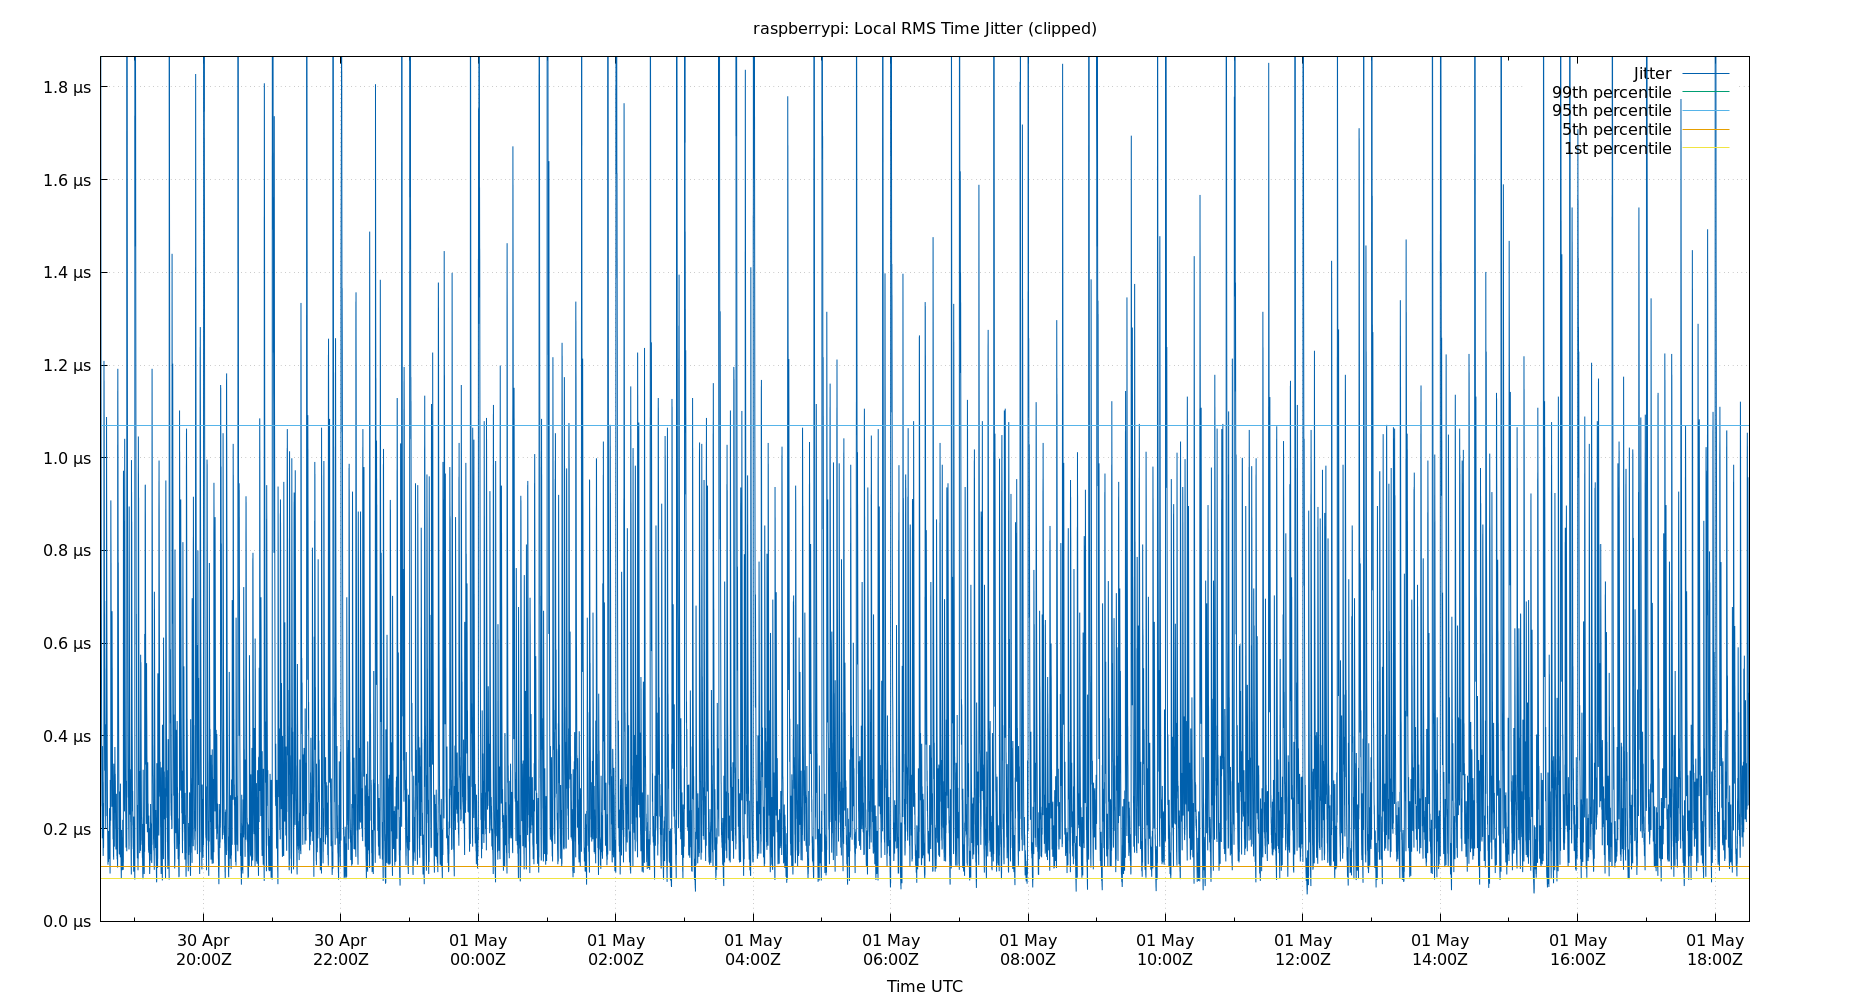 raspberrypi: Local RMS Time Jitter (clipped)
Jitter
99th percentile
95th percentile
5th percentile
1st percentile
1.8 µs
1.6 µs
1.4 µs
1.2 µs
1.0 µs
0.8 µs
0.6 µs
0.4 µs
0.2 µs
0.0 µs
30 Apr 30 Apr 01 May 01 May 01 May 01 May 01 May 01 May 01 May 01 May 01 May 01 May
20:00Z 22:00Z 00:00Z 02:00Z 04:00Z 06:00Z 08:00Z 10:00Z 12:00Z 14:00Z 16:00Z 18:00Z
Time UTC